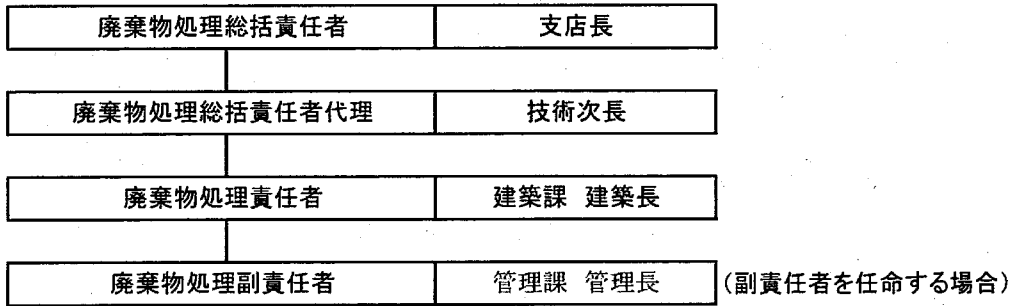 廃棄物処理総括責任者 支店長
廃棄物処理総括責任者代理 技術次長
廃棄物処理責任者 建築課 建築長
廃棄物処理副責任者 管理課 管理長 (副責任者を任命する場合)